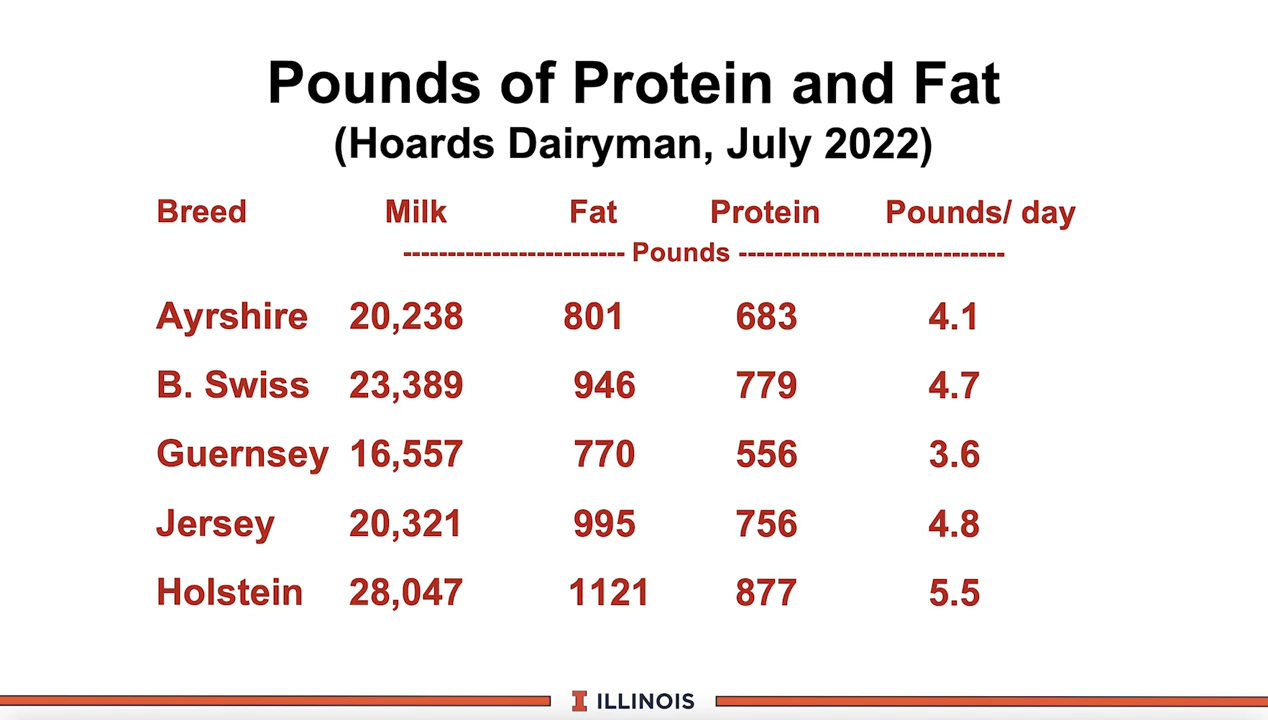 Pounds of Protein and Fat
(Hoards Dairyman, July 2022)
Breed Milk Fat Protein Pounds/ day
------------------------- Pounds ------------------------------
Ayrshire 20,238 801 683 4.1
B. Swiss 23,389 946 779 4.7
Guernsey 16,557 770 556 3.6
Jersey 20,321 995 756 4.8
Holstein 28,047 1121 877 5.5
I ILLINOIS